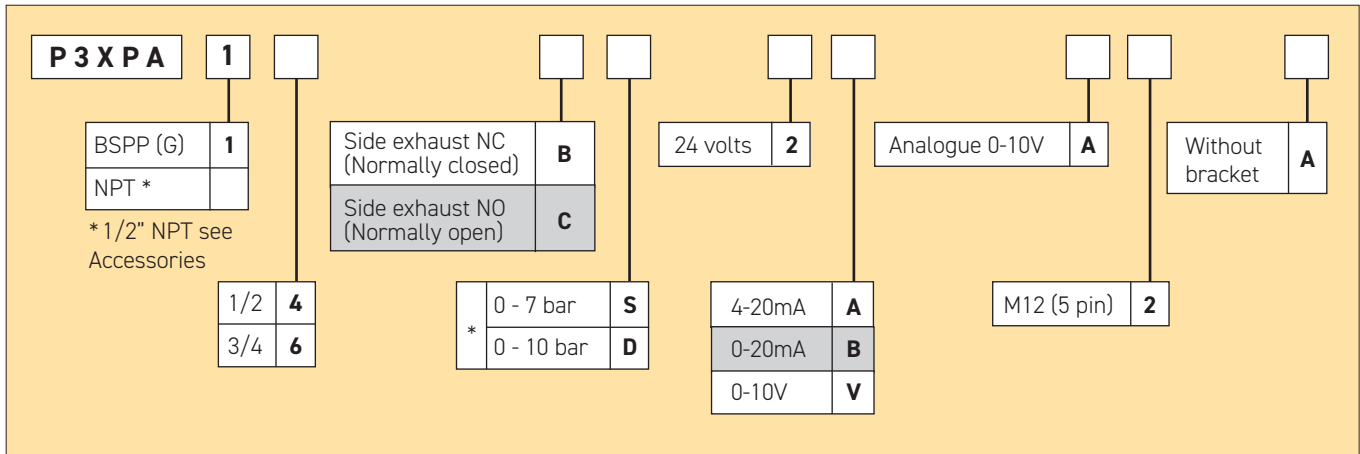 P3XPA 1
BSPP (G) 1
NPT *
*1/2" NPT see
Accessories
1/2 4
3/4 6
Side exhaust NC
(Normally closed) B
Side exhaust NO
(Normally open) C
* 0 - 7 bar S
0 - 10 bar D
24 volts 2
4-20mA A
0-20mA B
0-10V V
Analogue 0-10V A
M12 (5 pin) 2
Without
bracket A